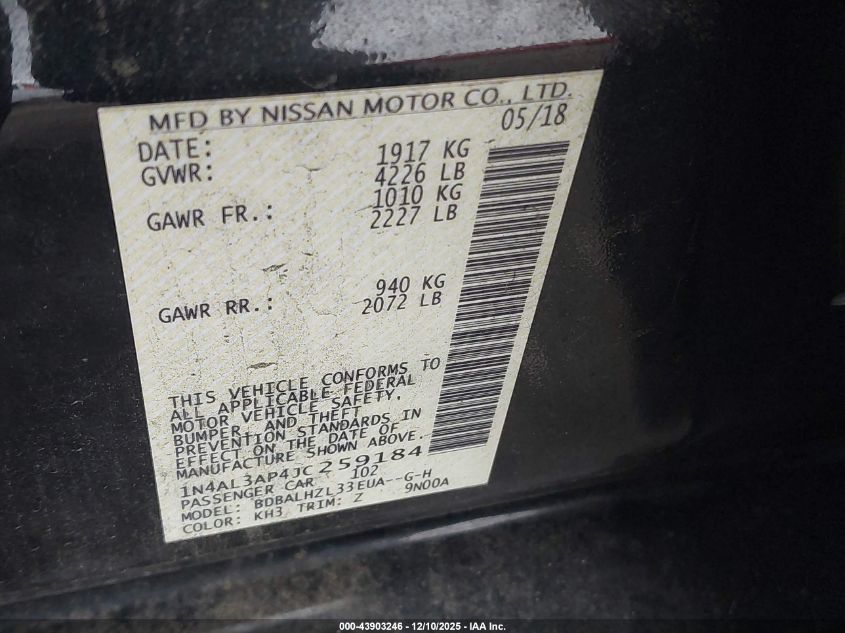 MFD BY NISSAN MOTOR CO., LTD.
DATE: 05/18
GVWR: 1917 KG
4226 LB
GAWR FR.: 1010 KG
2227 LB
GAWR RR.: 940 KG
2072 LB
THIS VEHICLE CONFORMS TO
ALL APPLICABLE FEDERAL
MOTOR VEHICLE SAFETY,
BUMPER, AND THEFT
PREVENTION STANDARDS IN
EFFECT ON THE DATE OF
MANUFACTURE SHOWN ABOVE.
1N4AL3AP4JC259184
PASSENGER CAR 102
MODEL: BDBALHZL33EUA--G-H
COLOR: KH3 TRIM: Z 9N00A
000-43903246 - 12/10/2025 - IAA Inc.